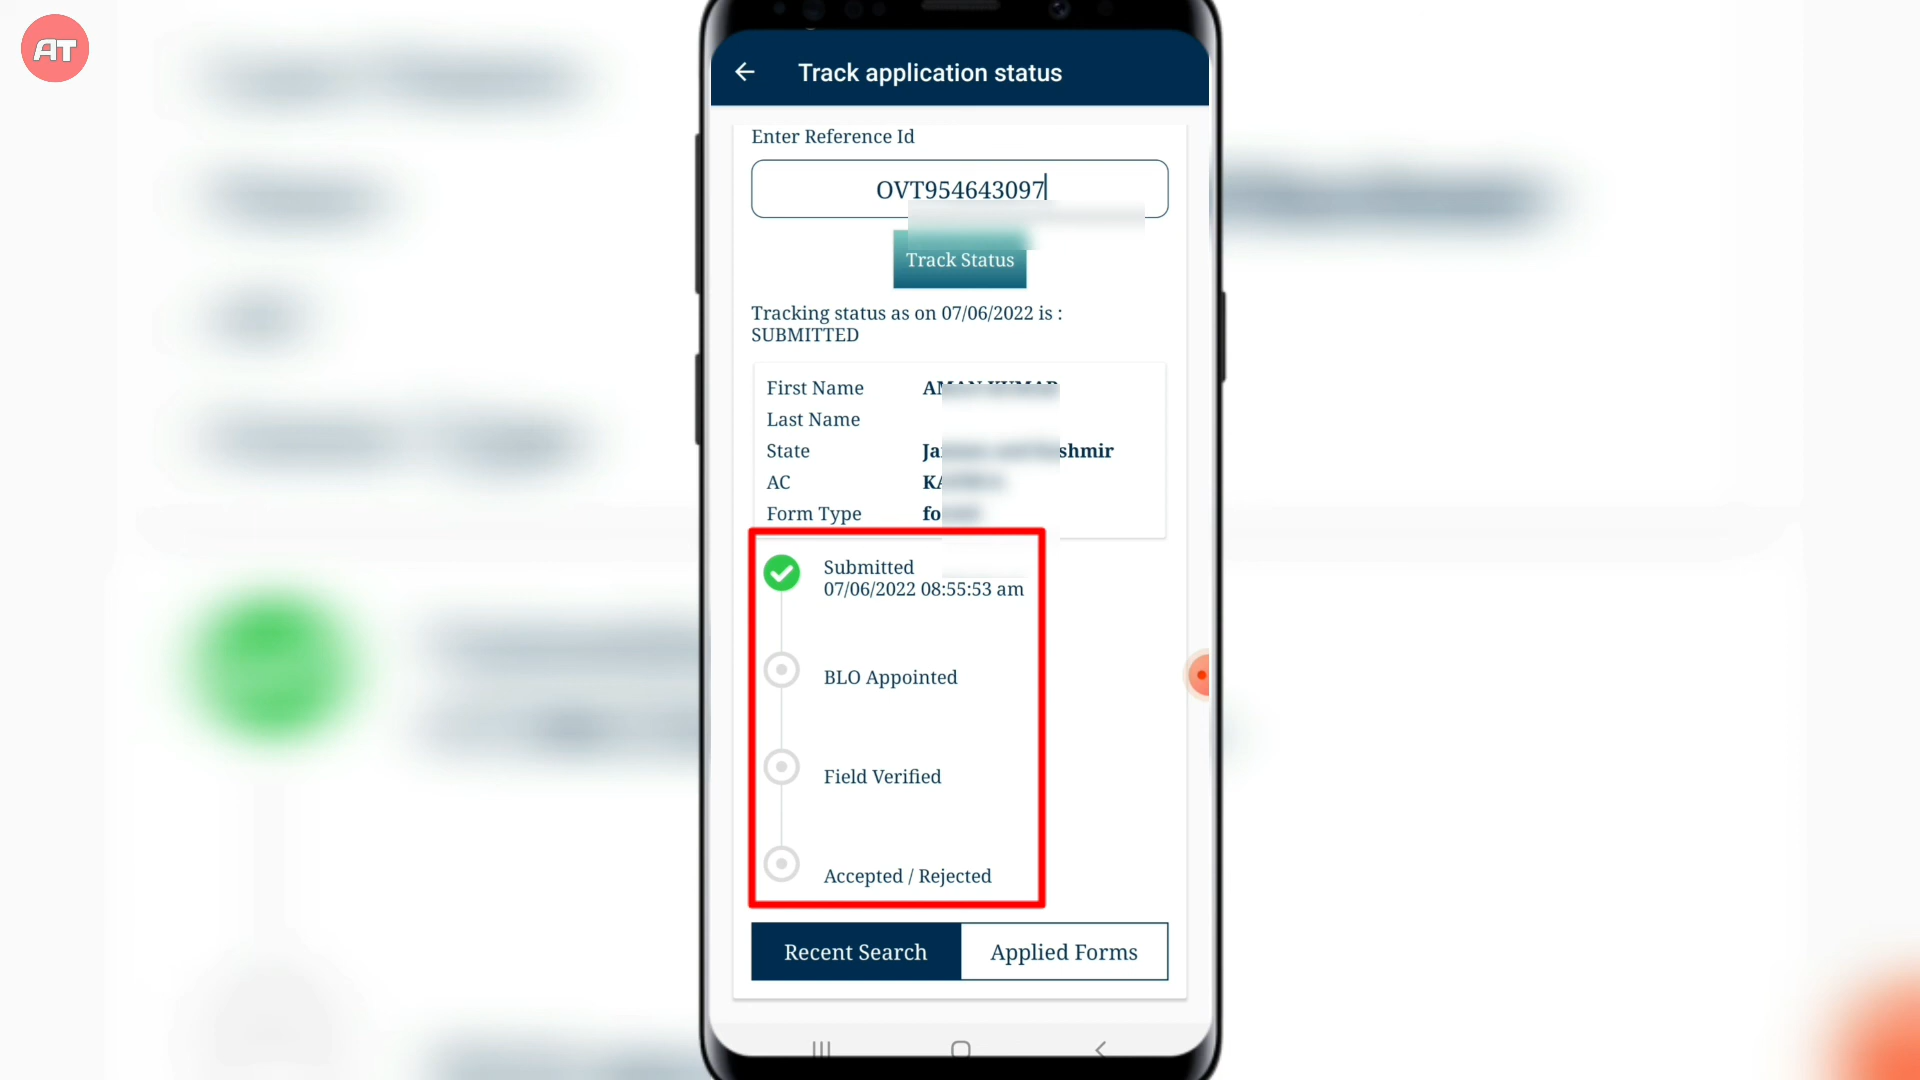 AT
Track application status
Enter Reference Id
OVT954643097
Track Status
Tracking status as on 07/06/2022 is :
SUBMITTED
First Name
Last Name
State
AC
Form Type
Submitted
07/06/2022 08:55:53 am
BLO Appointed
Field Verified
Accepted / Rejected
Recent Search
Applied Forms